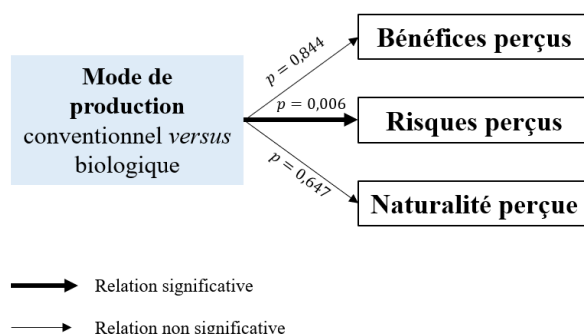 Mode de
production
conventionnel versus
biologique
p = 0,844
Bénéfices perçus
p = 0,006
Risques perçus
p = 0,647
Naturalité perçue
Relation significative
Relation non significative